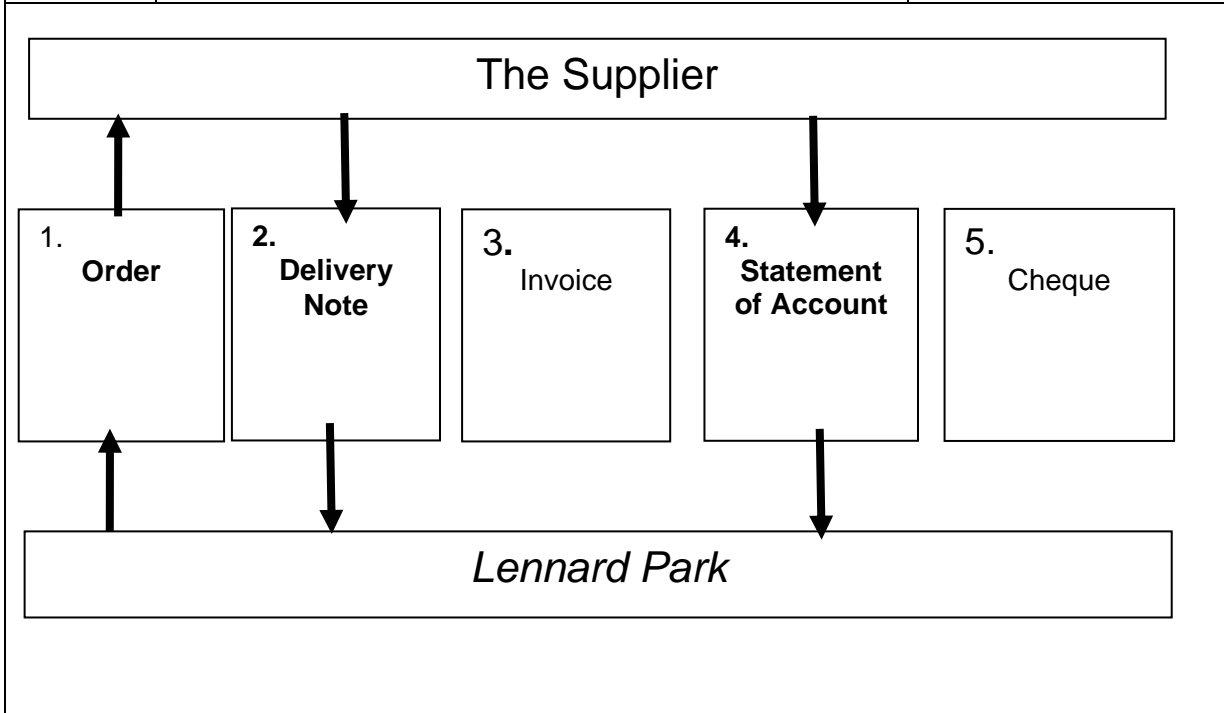 The Supplier
1.
Order
2.
Delivery
Note
3.
Invoice
4.
Statement
of Account
5.
Cheque
Lennard Park